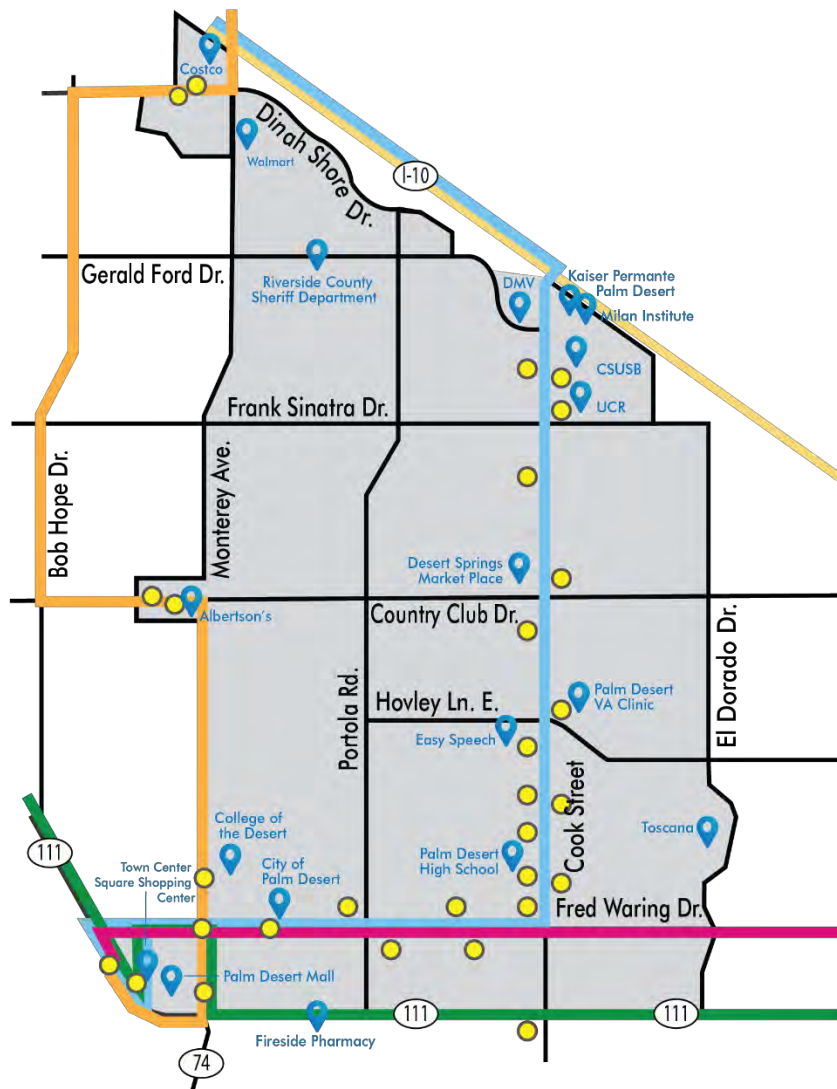 Costco
Walmart
Dinah Shore Dr.
I-10
Gerald Ford Dr.
Riverside County
Sheriff Department
DMV
Kaiser Permante
Palm Desert
Milan Institute
CSUSB
UCR
Frank Sinatra Dr.
Bob Hope Dr.
Monterey Ave.
Desert Springs
Market Place
Albertson's
Country Club Dr.
Portola Rd.
El Dorado Dr.
Palm Desert
VA Clinic
Hovley Ln. E.
Easy Speech
Cook Street
111
College of
the Desert
Toscana
Town Center
Square Shopping
Center
City of
Palm Desert
Palm Desert
High School
Fred Waring Dr.
Palm Desert Mall
111
111
Fireside Pharmacy
74